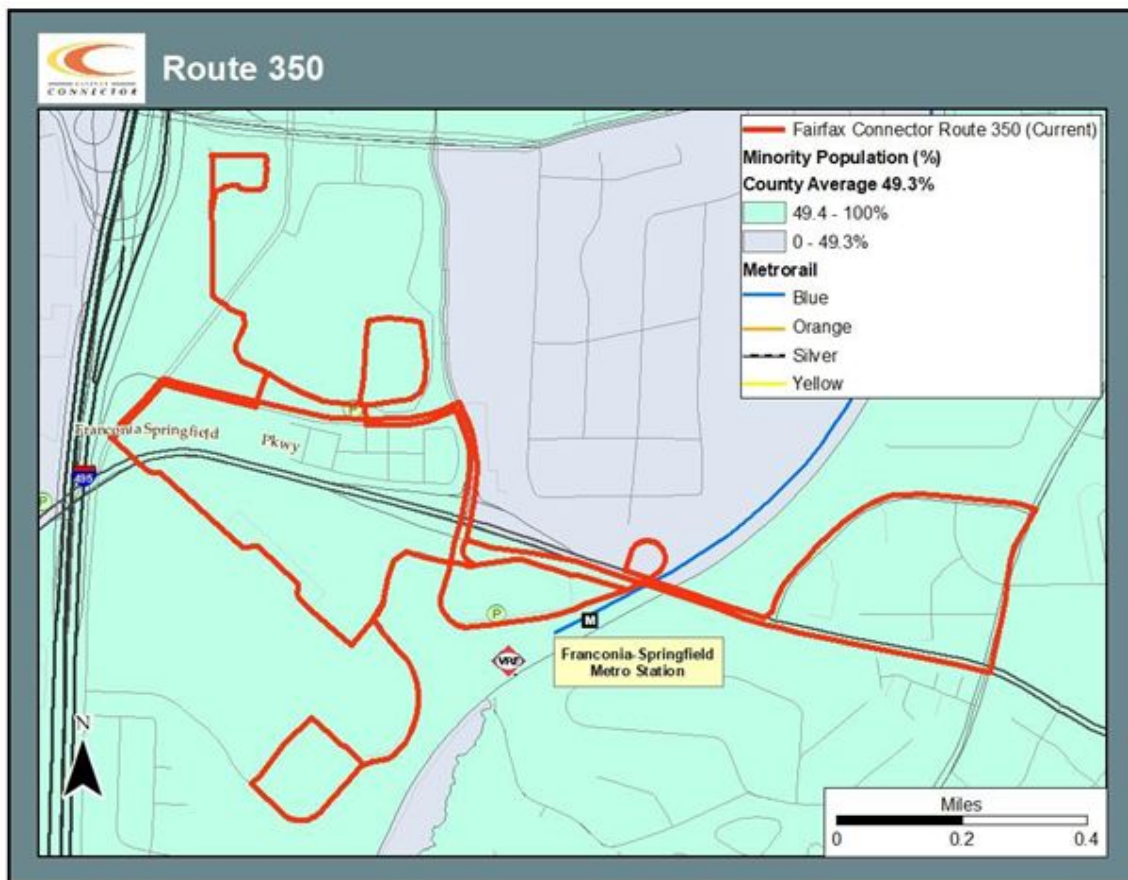 CONNECTOR
Route 350
Fairfax Connector Route 350 (Current)
Minority Population (%)
County Average 49.3%
49.4 - 100%
0 - 49.3%
Metrorail
Blue
Orange
Silver
Yellow
P
Franconia Springfield Pkwy
495
P
P
M
Franconia-Springfield
Metro Station
VRE
N
Miles
0 0.2 0.4